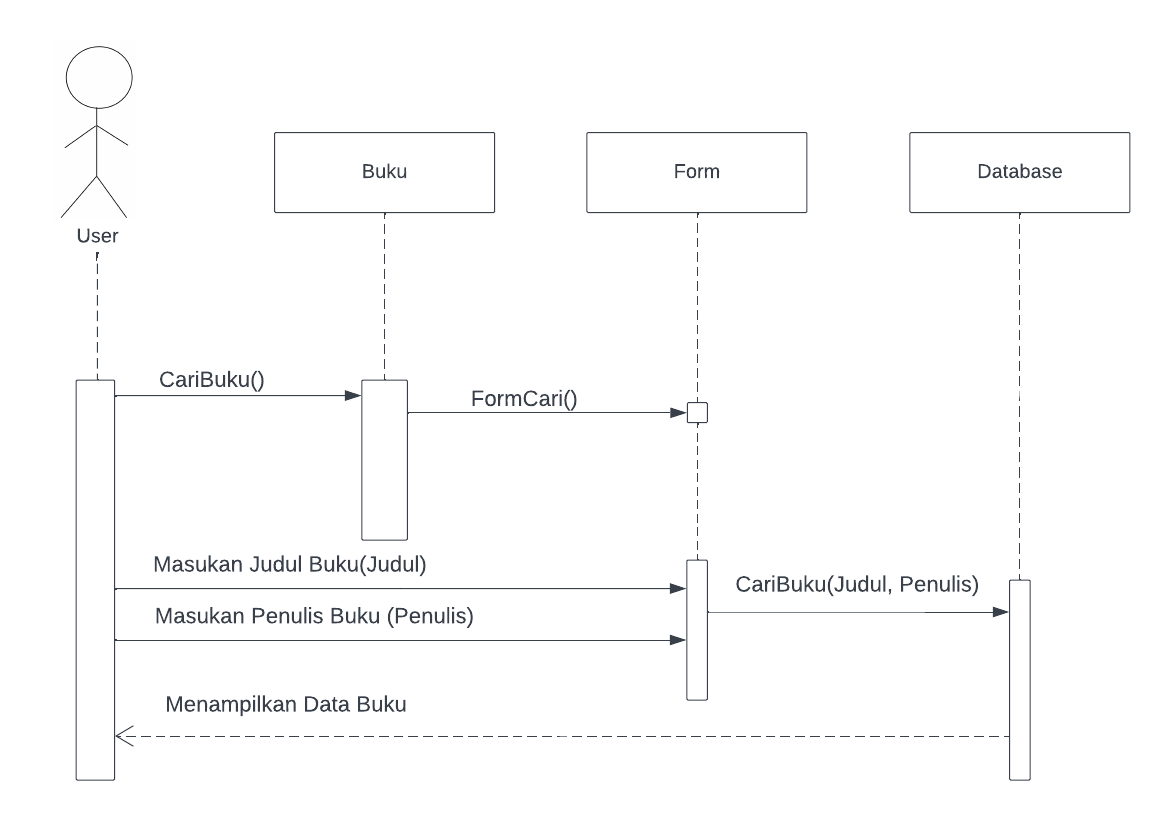 User
Buku
Form
Database
CariBuku()
FormCari()
Masukan Judul Buku(Judul)
CariBuku(Judul, Penulis)
Masukan Penulis Buku (Penulis)
Menampilkan Data Buku